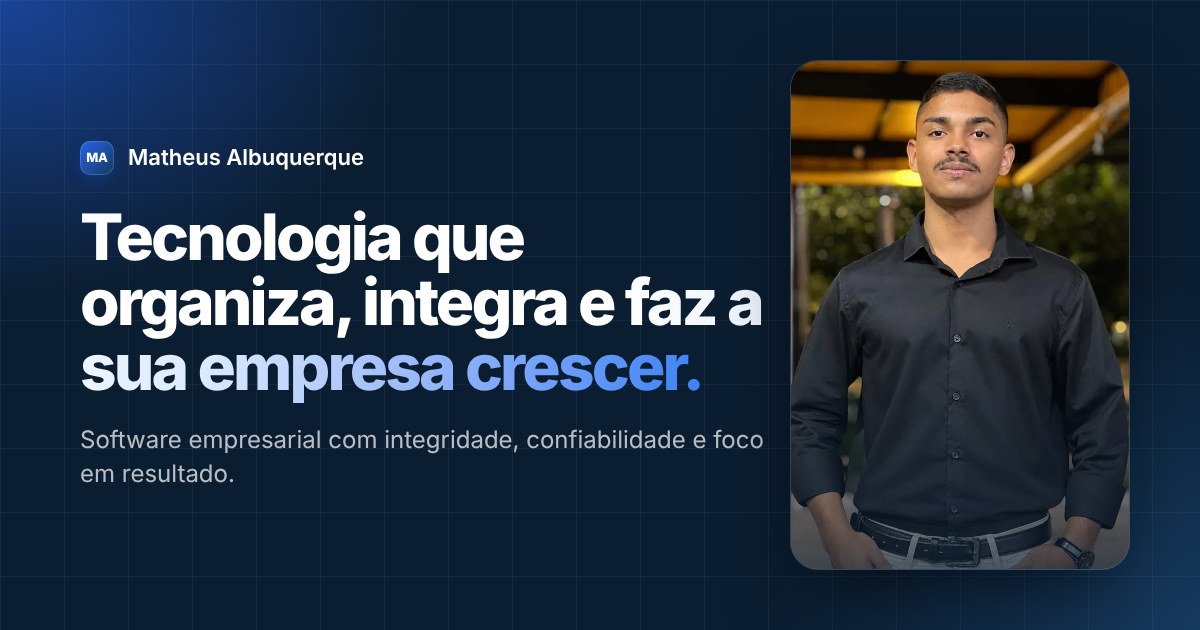 MA
Matheus Albuquerque
Tecnologia que
organiza, integra e faz a
sua empresa crescer.
Software empresarial com integridade, confiabilidade e foco
em resultado.